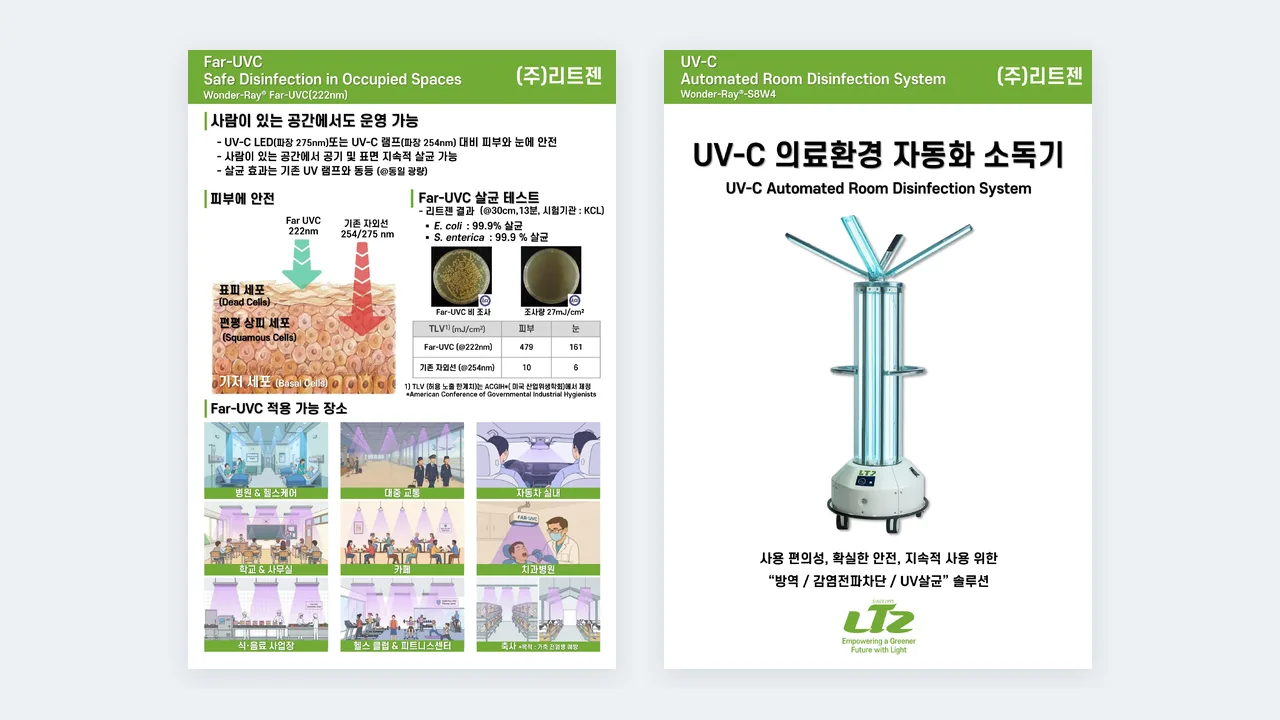 Far-UVC
Safe Disinfection in Occupied Spaces
Wonder-Ray® Far-UVC(222nm)
(주)리트젠
사람이 있는 공간에서도 운영 가능
- UV-C LED(파장 275nm)또는 UV-C 램프(파장 254nm) 대비 피부와 눈에 안전
- 사람이 있는 공간에서 공기 및 표면 지속적 살균 가능
- 살균 효과는 기존 UV 램프와 동등 (@동일 광량)
피부에 안전
Far UVC
222nm
기존 자외선
254/275 nm
표피 세포
(Dead Cells)
편평 상피 세포
(Squamous Cells)
기저 세포 (Basal Cells)
Far-UVC 살균 테스트
- 리트젠 결과 (@30cm,13분, 시험기관 : KCL)
▪ E. coli : 99.9% 살균
▪ S. enterica : 99.9 % 살균
Far-UVC 비 조사
조사량 27mJ/cm²
TLV1) (mJ/cm²) 피부 눈
Far-UVC (@222nm) 479 161
기존 자외선 (@254nm) 10 6
1) TLV (허용 노출 한계치)는 ACGIH*( 미국 산업위생학회)에서 제정
*American Conference of Governmental Industrial Hygienists
Far-UVC 적용 가능 장소
병원 & 헬스케어
대중 교통
자동차 실내
FAR-UVC
학교 & 사무실
카페
치과병원
식·음료 사업장
헬스 클럽 & 피트니스센터
축사 *목적 : 가축 전염병 예방
UV-C
Automated Room Disinfection System
Wonder-Ray®-S8W4
(주)리트젠
UV-C 의료환경 자동화 소독기
UV-C Automated Room Disinfection System
LTZ
사용 편의성, 확실한 안전, 지속적 사용 위한
“방역 / 감염전파차단 / UV살균” 솔루션
LTZ
Empowering a Greener
Future with Light